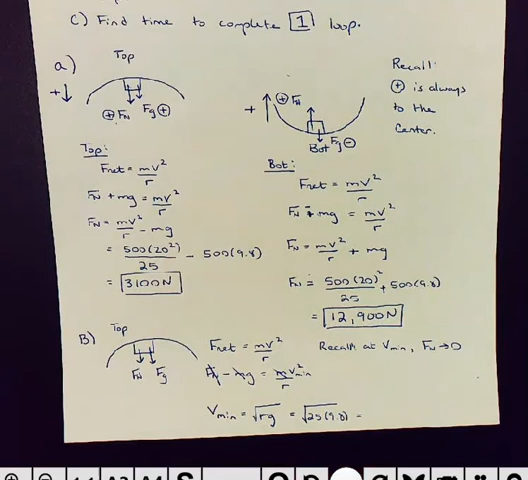 C) Find time to complete 1 loop.
a)
Top
+↓
⊕ FN Fg ⊕
+ ↑ ⊕ FN
Bot Fg ⊖
Recall:
⊕ is always
to the
Center.
Top:
Fnet = mv²/r
FN + mg = mv²/r
FN = mv²/r - mg
= 500(20²)/25 - 500(9.8)
= 3100N
Bot:
Fnet = mv²/r
FN - mg = mv²/r
FN = mv²/r + mg
FN = 500(20)²/25 + 500(9.8)
= 12,900N
B)
Top
FN Fg
Fnet = mv²/r
FN - mg = mv²min/r
Vmin = √rg = √25(9.8) =
Recall: at Vmin, FN → 0